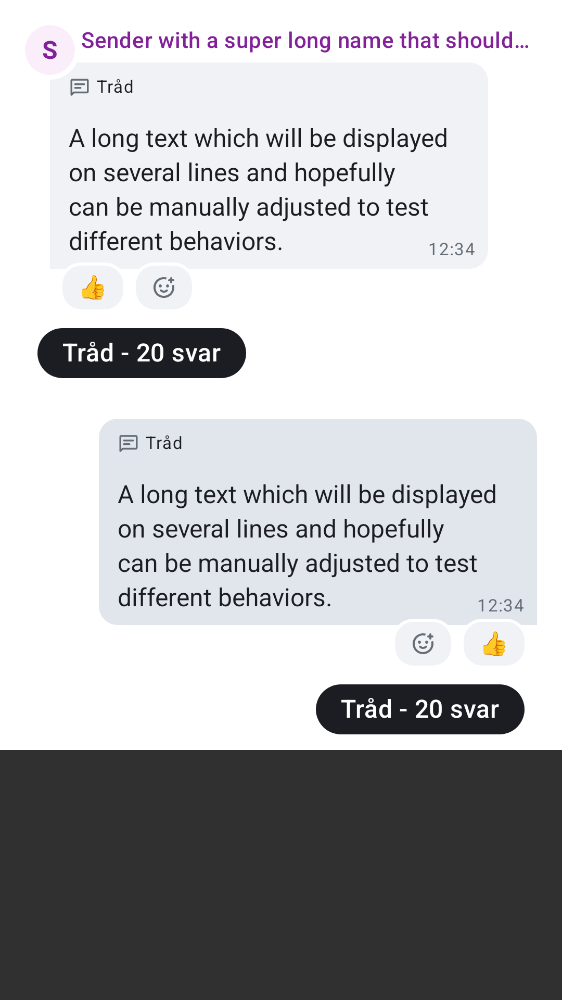 S
Sender with a super long name that should…
Tråd
A long text which will be displayed
on several lines and hopefully
can be manually adjusted to test
different behaviors.
12:34
👍
Tråd - 20 svar
Tråd
A long text which will be displayed
on several lines and hopefully
can be manually adjusted to test
different behaviors.
12:34
👍
Tråd - 20 svar